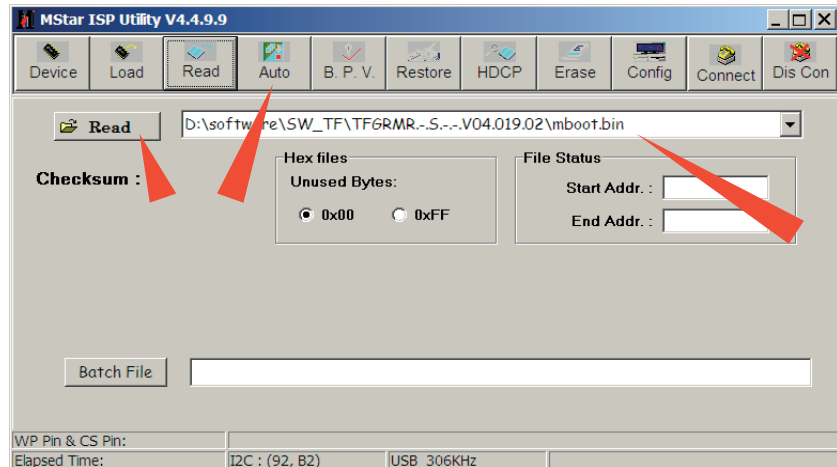 MStar ISP Utility V4.4.9.9
Device Load Read Auto B. P. V. Restore HDCP Erase Config Connect Dis Con
Read D:\software\SW_TF\TFGRMR.-.S.-.-.V04.019.02\mboot.bin
Hex files File Status
Checksum : Unused Bytes: Start Addr. :
0x00 0xFF End Addr. :
Batch File
WP Pin & CS Pin:
Elapsed Time: I2C : (92, B2) USB 306KHz